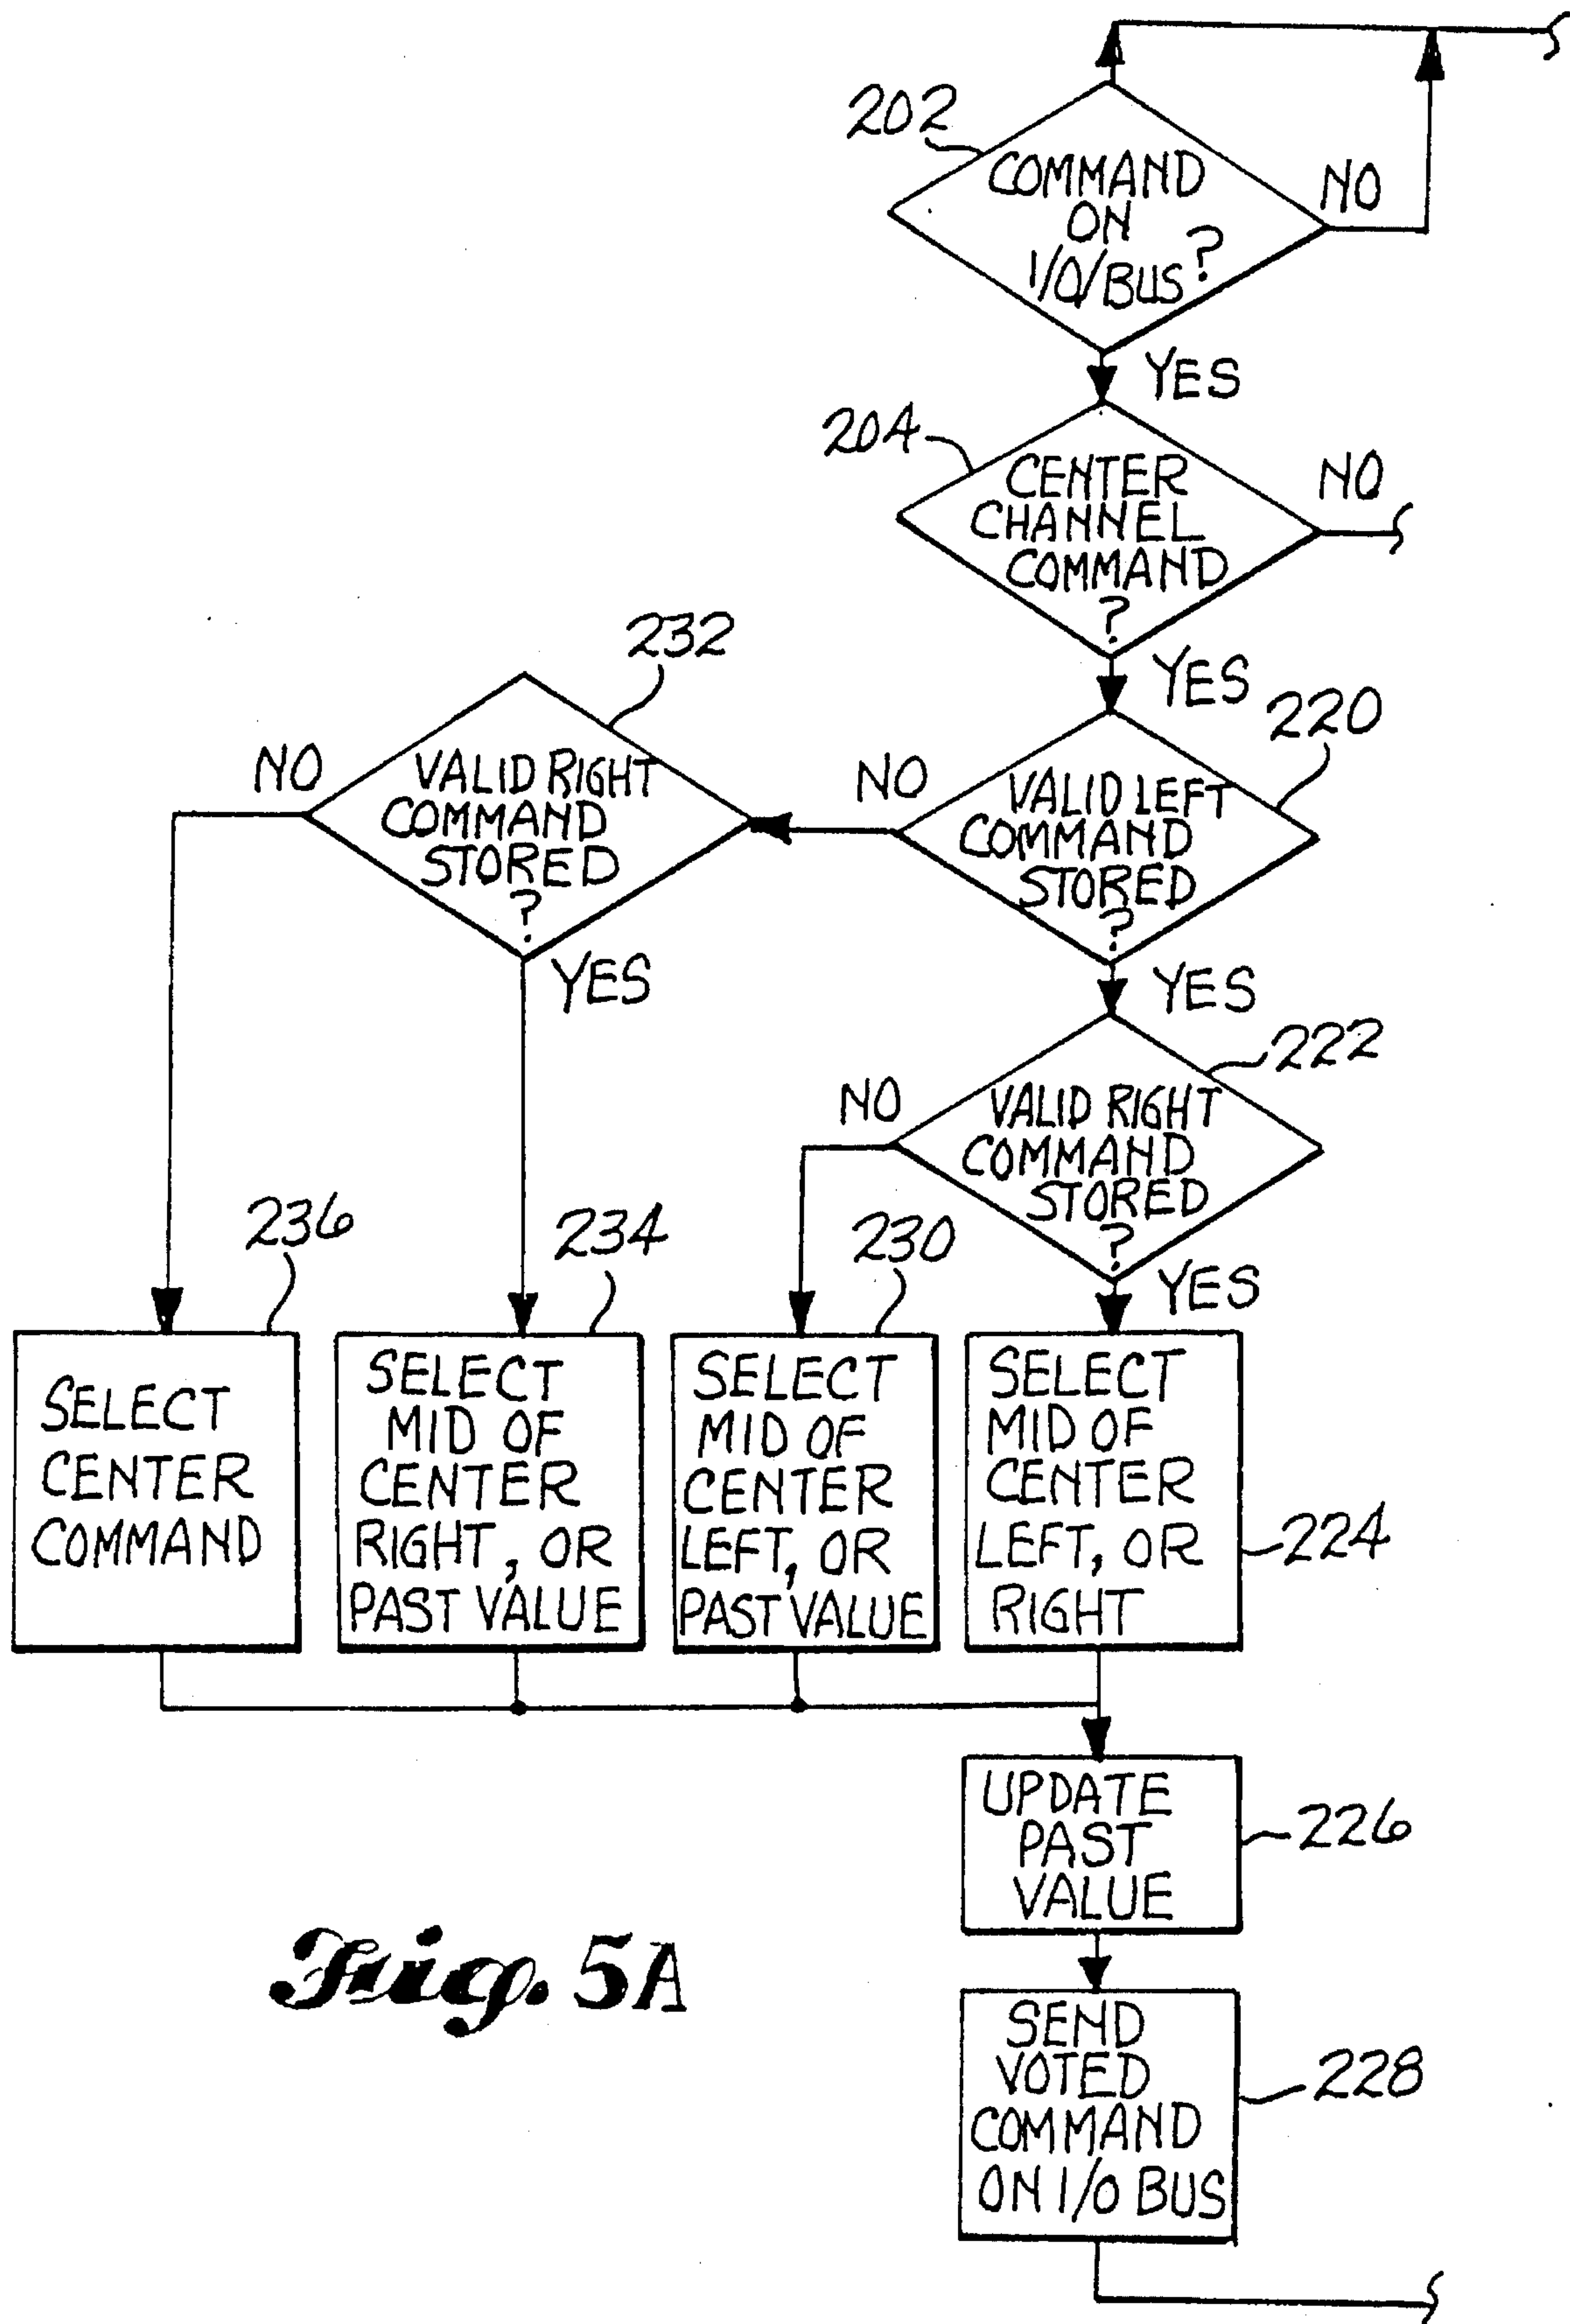 202
COMMAND
ON
I/O/BUS?
NO
YES
204
CENTER
CHANNEL
COMMAND
?
NO
YES
232
220
NO
VALID RIGHT
COMMAND
STORED
?
YES
NO
VALID LEFT
COMMAND
STORED
?
YES
222
NO
VALID RIGHT
COMMAND
STORED
?
YES
236
234
230
SELECT
CENTER
COMMAND
SELECT
MID OF
CENTER
RIGHT, OR
PAST VALUE
SELECT
MID OF
CENTER
LEFT, OR
PAST VALUE
SELECT
MID OF
CENTER
LEFT, OR
RIGHT
224
UPDATE
PAST
VALUE
226
SEND
VOTED
COMMAND
ON I/O BUS
228
Fig. 5A